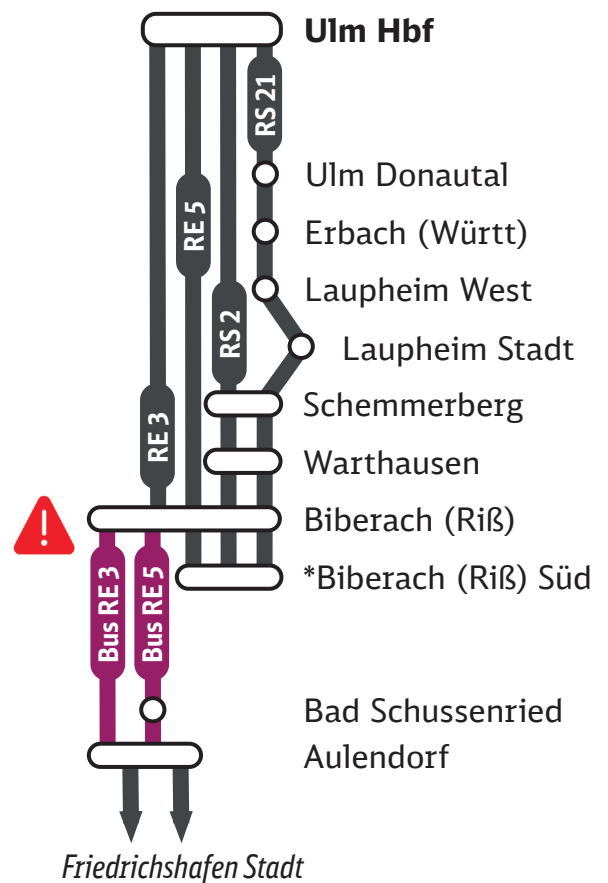 Ulm Hbf
RS 21
Ulm Donautal
RE 5
Erbach (Württ)
Laupheim West
RS 2
Laupheim Stadt
RE 3
Schemmerberg
Warthausen
!
Biberach (Riß)
*Biberach (Riß) Süd
Bus RE 3
Bus RE 5
Bad Schussenried
Aulendorf
Friedrichshafen Stadt